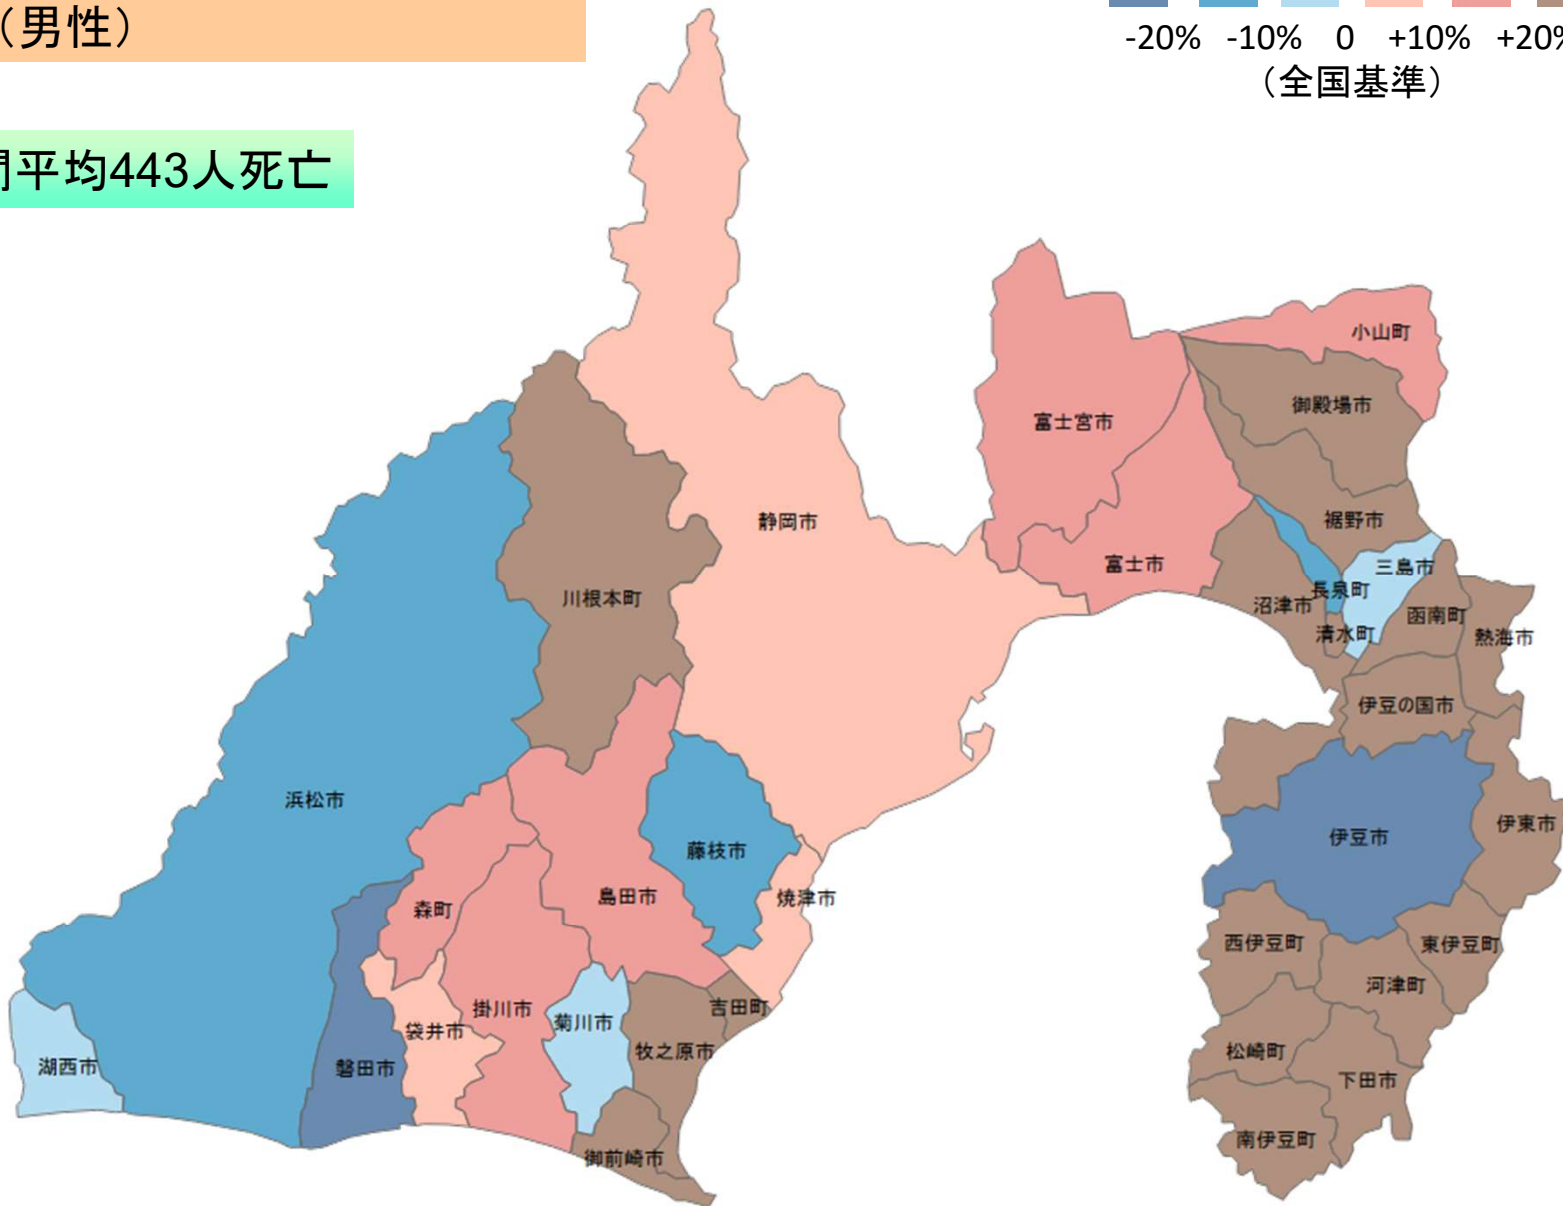 （男性）
-20% -10% 0 +10% +20%
（全国基準）
間平均443人死亡
小山町
御殿場市
富士宮市
静岡市
裾野市
富士市
三島市
長泉町
川根本町
沼津市
函南町
清水町
熱海市
伊豆の国市
浜松市
伊東市
伊豆市
藤枝市
島田市
焼津市
森町
西伊豆町
東伊豆町
河津町
掛川市
吉田町
菊川市
袋井市
牧之原市
松崎町
湖西市
磐田市
下田市
南伊豆町
御前崎市